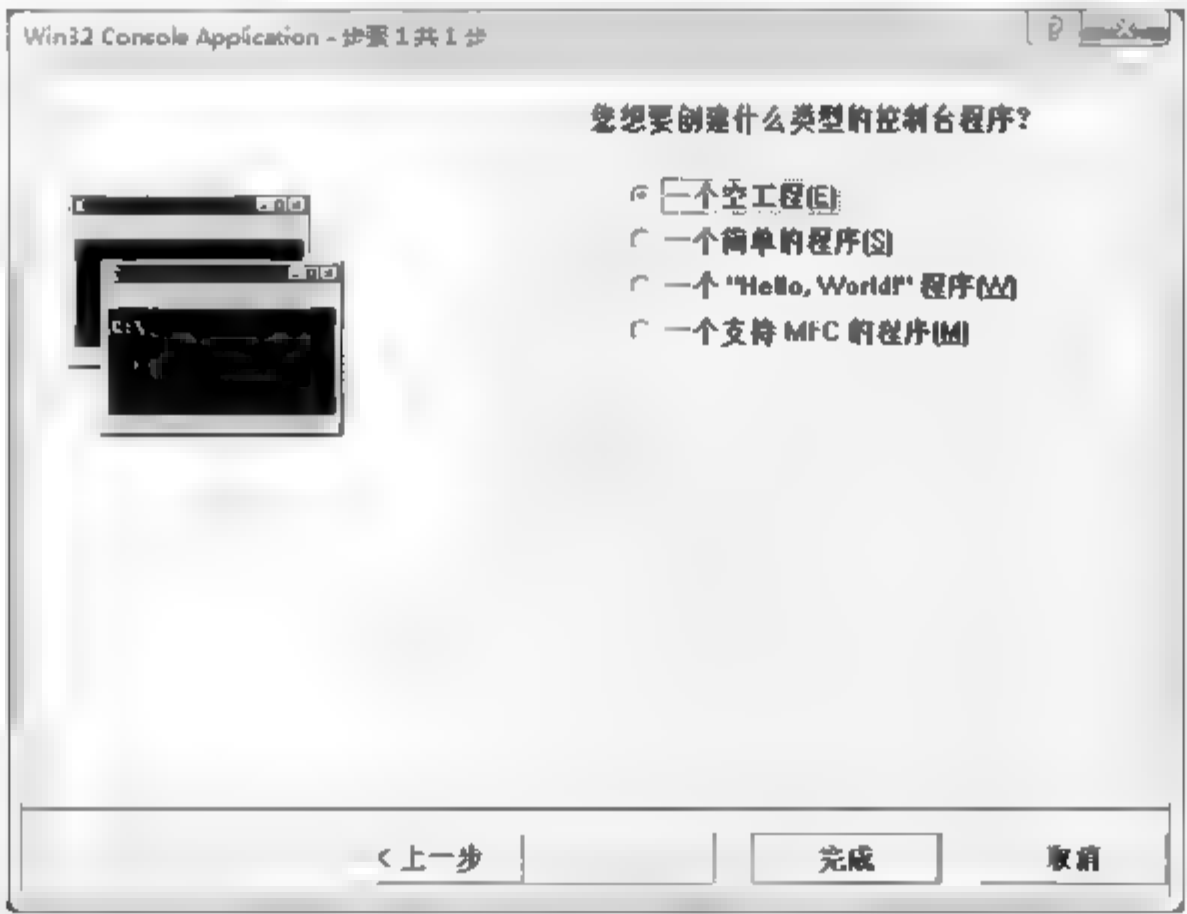 Win32 Console Application - 步骤 1 共 1 步
您想要创建什么类型的控制台程序?
一个空工程(E)
一个简单的程序(S)
一个 "Hello, World!" 程序(W)
一个支持 MFC 的程序(M)
C:\
< 上一步
完成
取消